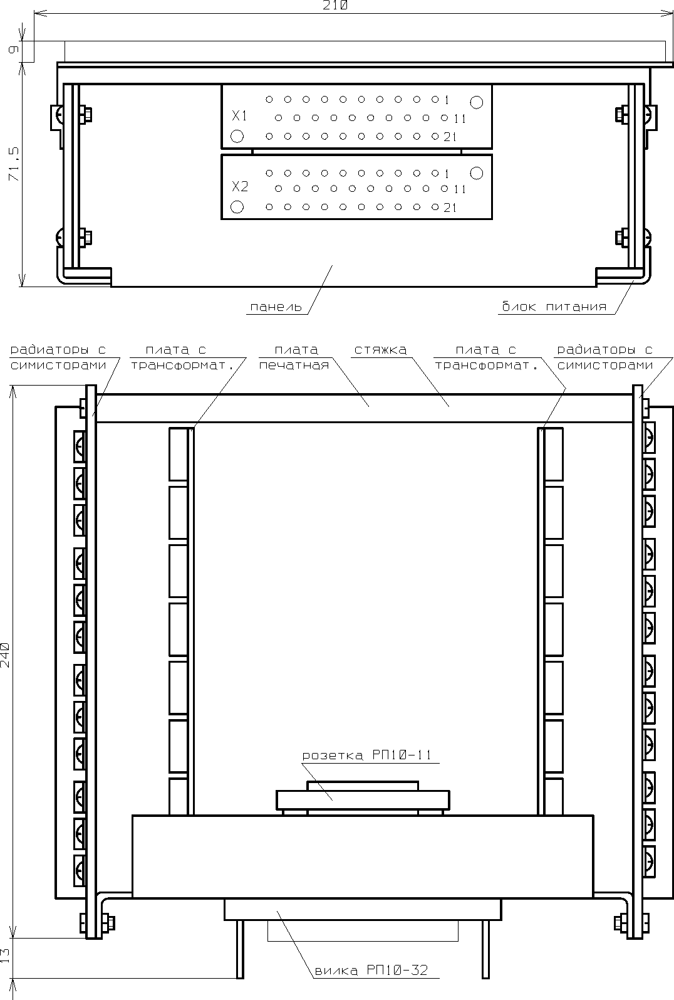 210
9
71,5
X1
1
11
21
X2
1
11
21
панель
блок питания
радиаторы с
симисторами
плата с
трансформат.
плата
печатная
стяжка
плата с
трансформат.
радиаторы с
симисторами
240
розетка РП10-11
13
вилка РП10-32